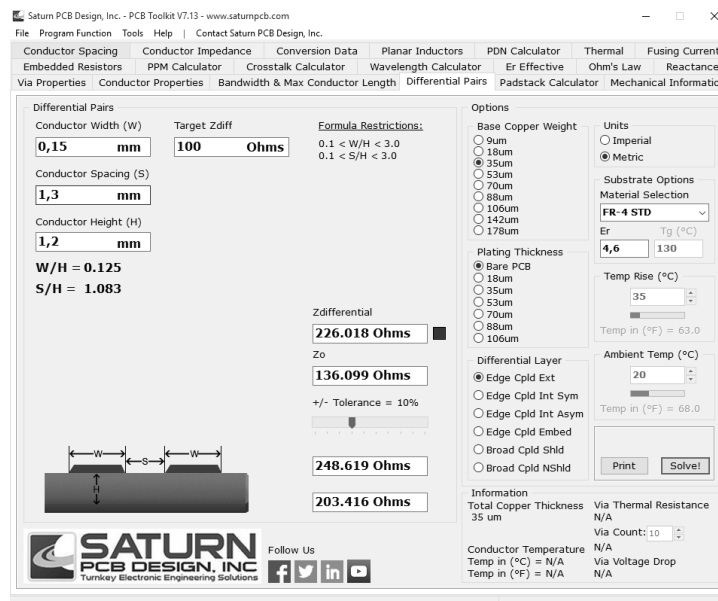 Saturn PCB Design, Inc. - PCB Toolkit V7.13 - www.saturnpcb.com
File Program Function Tools Help | Contact Saturn PCB Design, Inc.
Conductor Spacing Conductor Impedance Conversion Data Planar Inductors PDN Calculator Thermal Fusing Current
Embedded Resistors PPM Calculator Crosstalk Calculator Wavelength Calculator Er Effective Ohm's Law Reactance
Via Properties Conductor Properties Bandwidth & Max Conductor Length Differential Pairs Padstack Calculator Mechanical Informatio
Differential Pairs
Conductor Width (W) Target Zdiff Formula Restrictions:
0,15 mm 100 Ohms 0.1 < W/H < 3.0
0.1 < S/H < 3.0
Conductor Spacing (S)
1,3 mm
Conductor Height (H)
1,2 mm
W/H = 0.125
S/H = 1.083
Zdifferential
226.018 Ohms
Zo
136.099 Ohms
+/- Tolerance = 10%
248.619 Ohms
203.416 Ohms
W S W
H
Options
Base Copper Weight
9um
18um
35um
53um
70um
88um
106um
142um
178um
Plating Thickness
Bare PCB
18um
35um
53um
70um
88um
106um
Differential Layer
Edge Cpld Ext
Edge Cpld Int Sym
Edge Cpld Int Asym
Edge Cpld Embed
Broad Cpld Shld
Broad Cpld NShld
Units
Imperial
Metric
Substrate Options
Material Selection
FR-4 STD
Er Tg (°C)
4,6 130
Temp Rise (°C)
35
Temp in (°F) = 63.0
Ambient Temp (°C)
20
Temp in (°F) = 68.0
Print Solve!
Information
Total Copper Thickness
35 um
Via Thermal Resistance
N/A
Via Count: 10
Conductor Temperature
Temp in (°C) = N/A
Temp in (°F) = N/A
N/A
Via Voltage Drop
N/A
SATURN
PCB DESIGN, INC
Turnkey Electronic Engineering Solutions
Follow Us
f
in